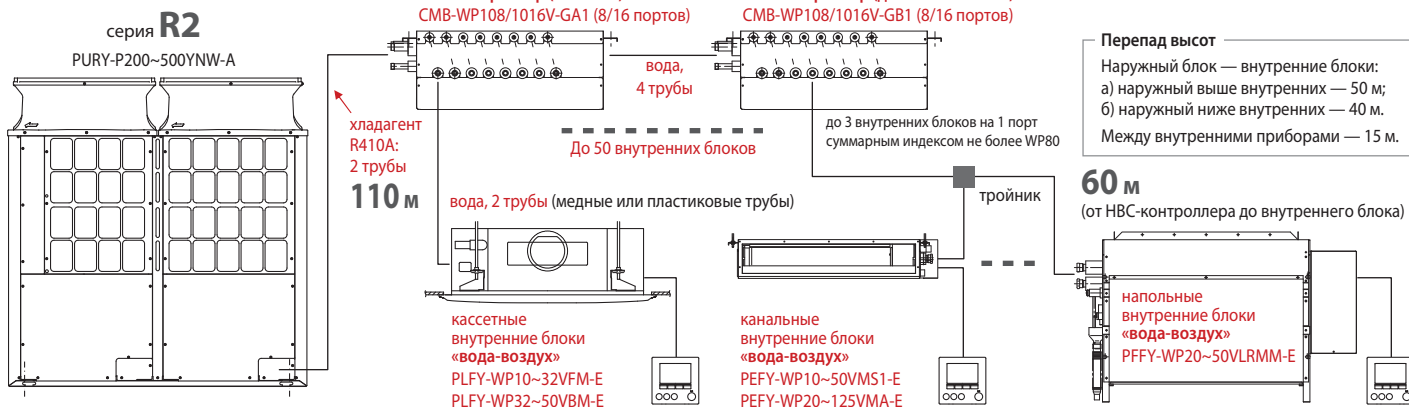 серия R2
PURY-P200~500YNW-A
CMB-WP108/1016V-GA1 (8/16 портов)
CMB-WP108/1016V-GB1 (8/16 портов)
вода,
4 трубы
хладагент
R410A:
2 трубы
110 м
До 50 внутренних блоков
до 3 внутренних блоков на 1 порт
суммарным индексом не более WP80
Перепад высот
Наружный блок — внутренние блоки:
а) наружный выше внутренних — 50 м;
б) наружный ниже внутренних — 40 м.
Между внутренними приборами — 15 м.
вода, 2 трубы (медные или пластиковые трубы)
тройник
60 м
(от HBC-контроллера до внутреннего блока)
кассетные
внутренние блоки
«вода-воздух»
PLFY-WP10~32VFM-E
PLFY-WP32~50VBM-E
канальные
внутренние блоки
«вода-воздух»
PEFY-WP10~50VMS1-E
PEFY-WP20~125VMA-E
напольные
внутренние блоки
«вода-воздух»
PFFY-WP20~50VLRMM-E